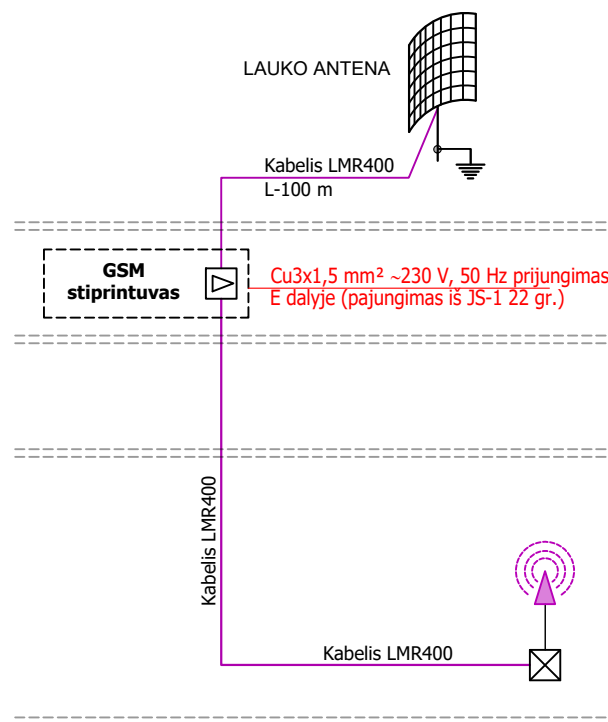 LAUKO ANTENA
Kabelis LMR400
L-100 m
GSM
stiprintuvas
Cu3x1,5 mm² ~230 V, 50 Hz prijungimas
E dalyje (pajungimas iš JS-1 22 gr.)
Kabelis LMR400
Kabelis LMR400